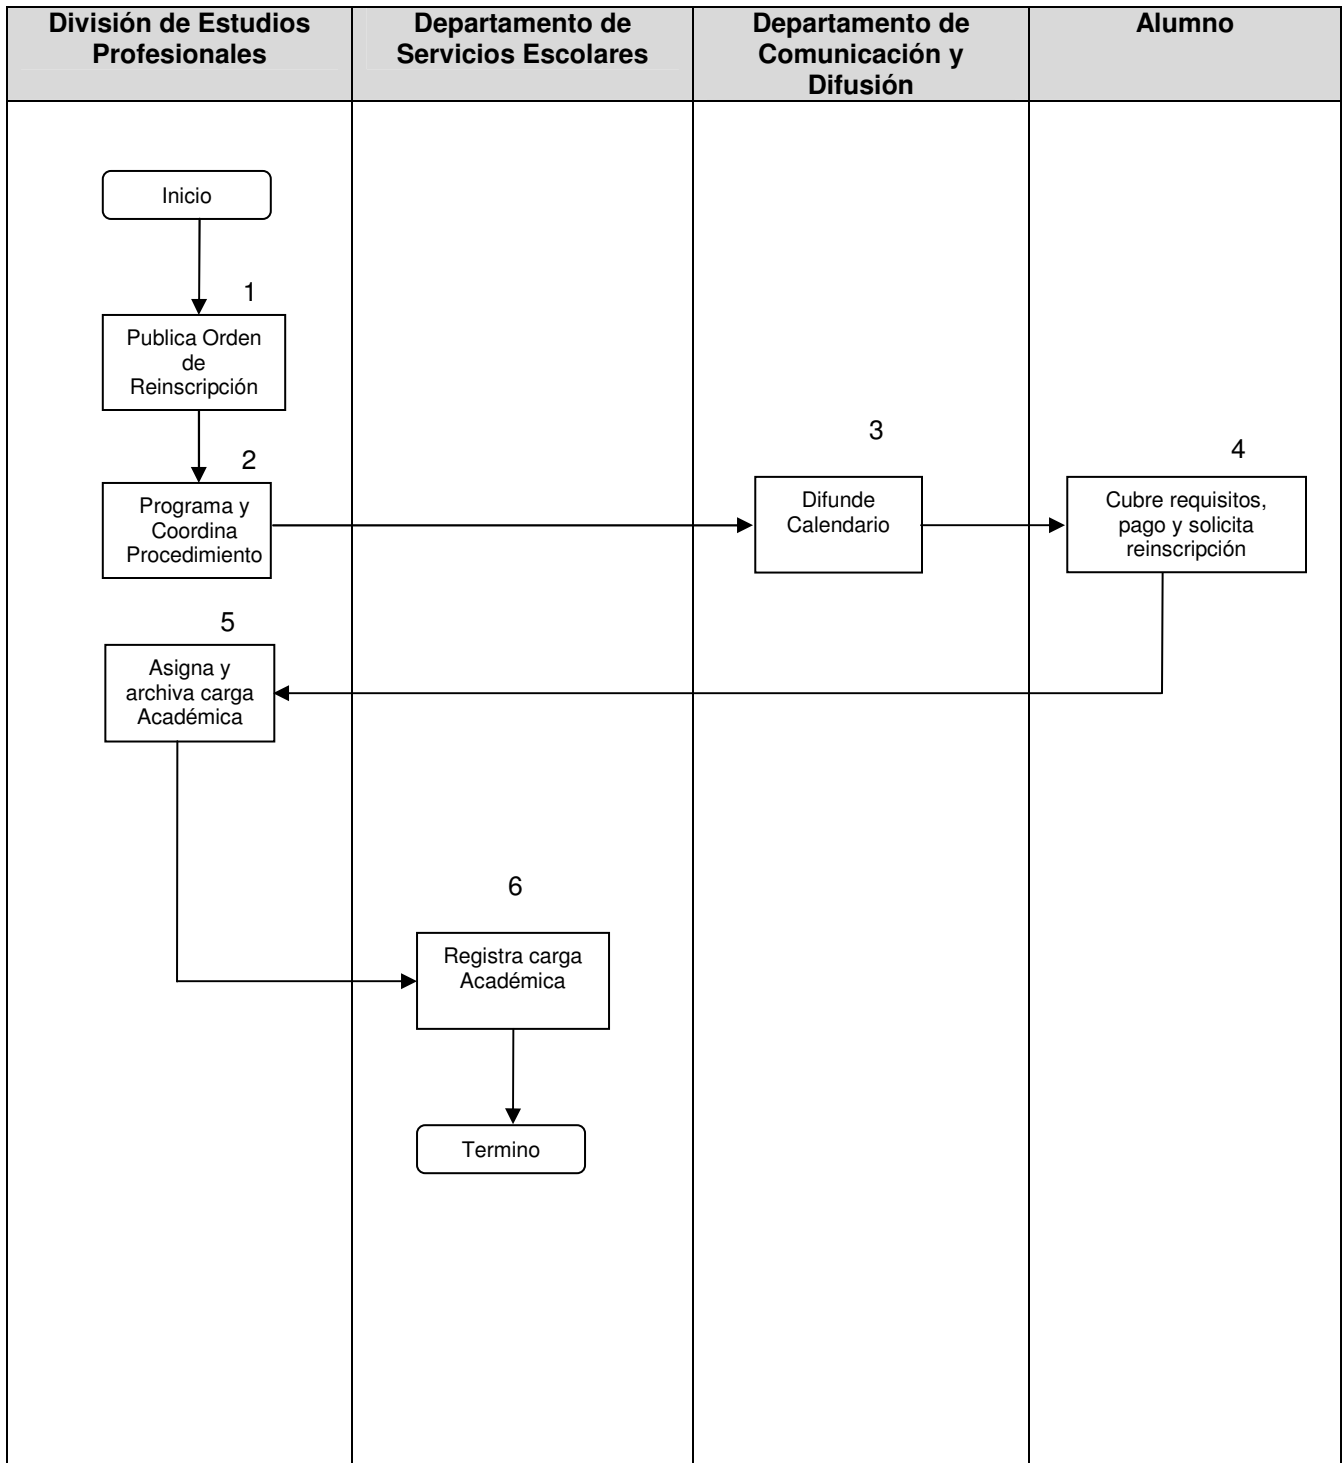 División de Estudios
Profesionales
Departamento de
Servicios Escolares
Departamento de
Comunicación y
Difusión
Alumno
Inicio
1
Publica Orden
de
Reinscripción
2
Programa y
Coordina
Procedimiento
3
Difunde
Calendario
4
Cubre requisitos,
pago y solicita
reinscripción
5
Asigna y
archiva carga
Académica
6
Registra carga
Académica
Termino